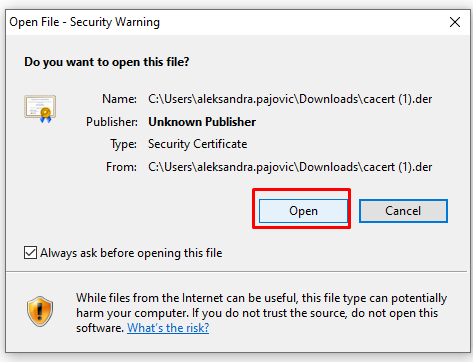 Open File - Security Warning
Do you want to open this file?
Name: C:\Users\aleksandra.pajovic\Downloads\cacert (1).der
Publisher: Unknown Publisher
Type: Security Certificate
From: C:\Users\aleksandra.pajovic\Downloads\cacert (1).der
Open
Cancel
Always ask before opening this file
While files from the Internet can be useful, this file type can potentially
harm your computer. If you do not trust the source, do not open this
software. What's the risk?